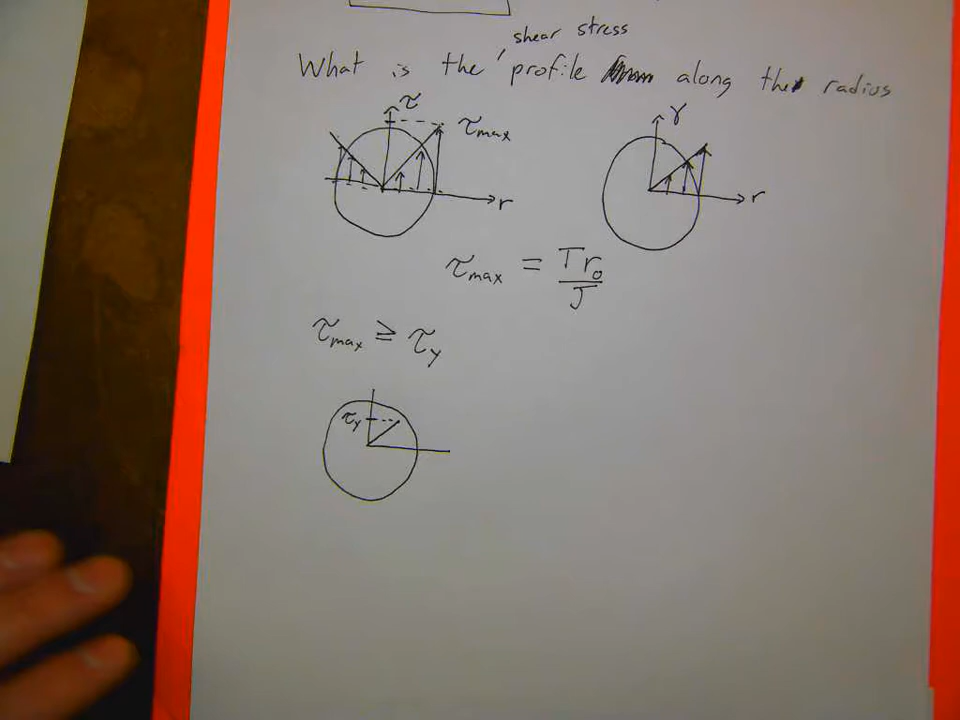 shear stress
What is the profile along the radius
τ τmax r
γ r
τmax = Tr₀/J
τmax ≥ τy
τy